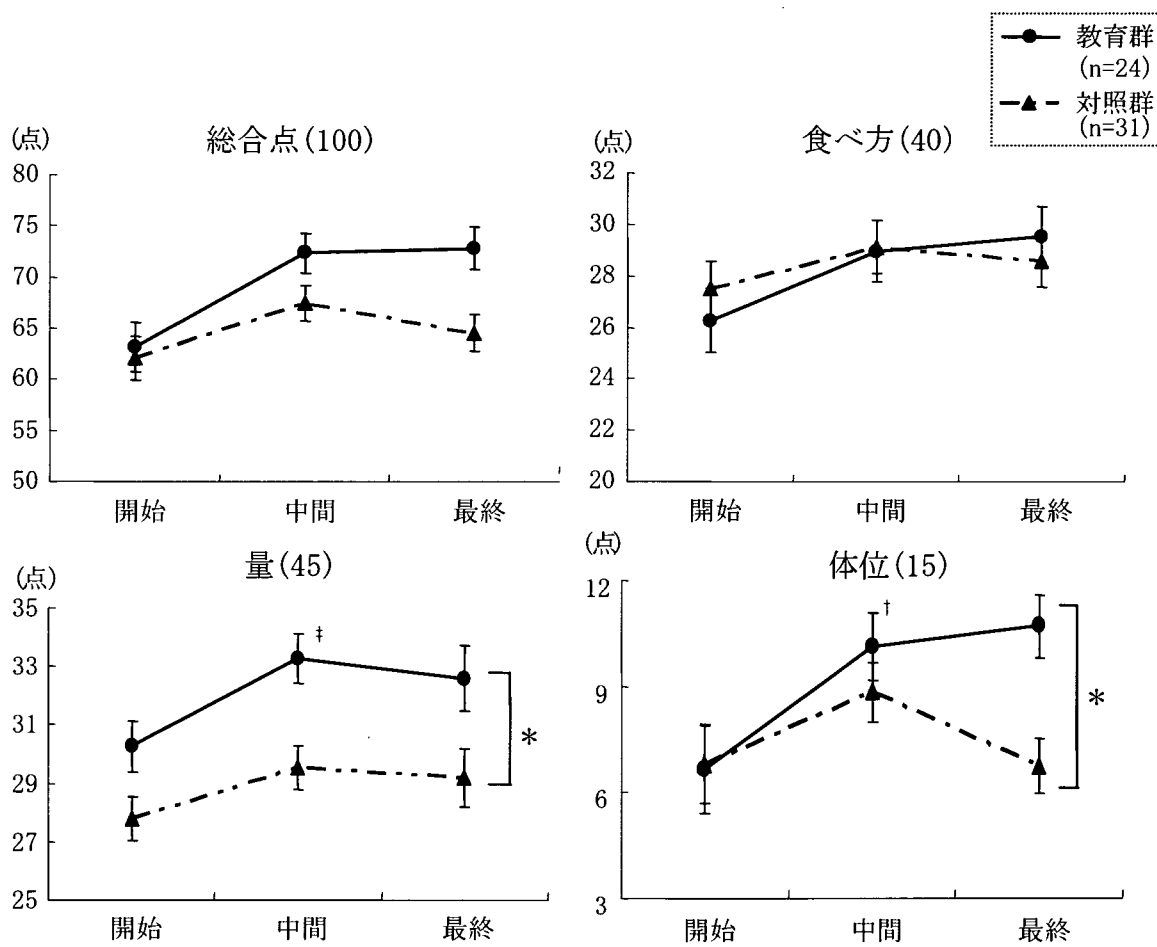 教育群
(n=24)
対照群
(n=31)
(点)
総合点(100)
80
75
70
65
60
55
50
開始
中間
最終
(点)
食べ方(40)
32
30
28
26
24
22
20
開始
中間
最終
(点)
量(45)
35
33
31
29
27
25
‡
*
開始
中間
最終
(点)
体位(15)
12
9
6
3
†
*
開始
中間
最終